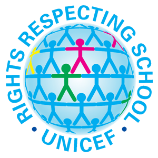 RIGHTS RESPECTING SCHOOL
UNICEF